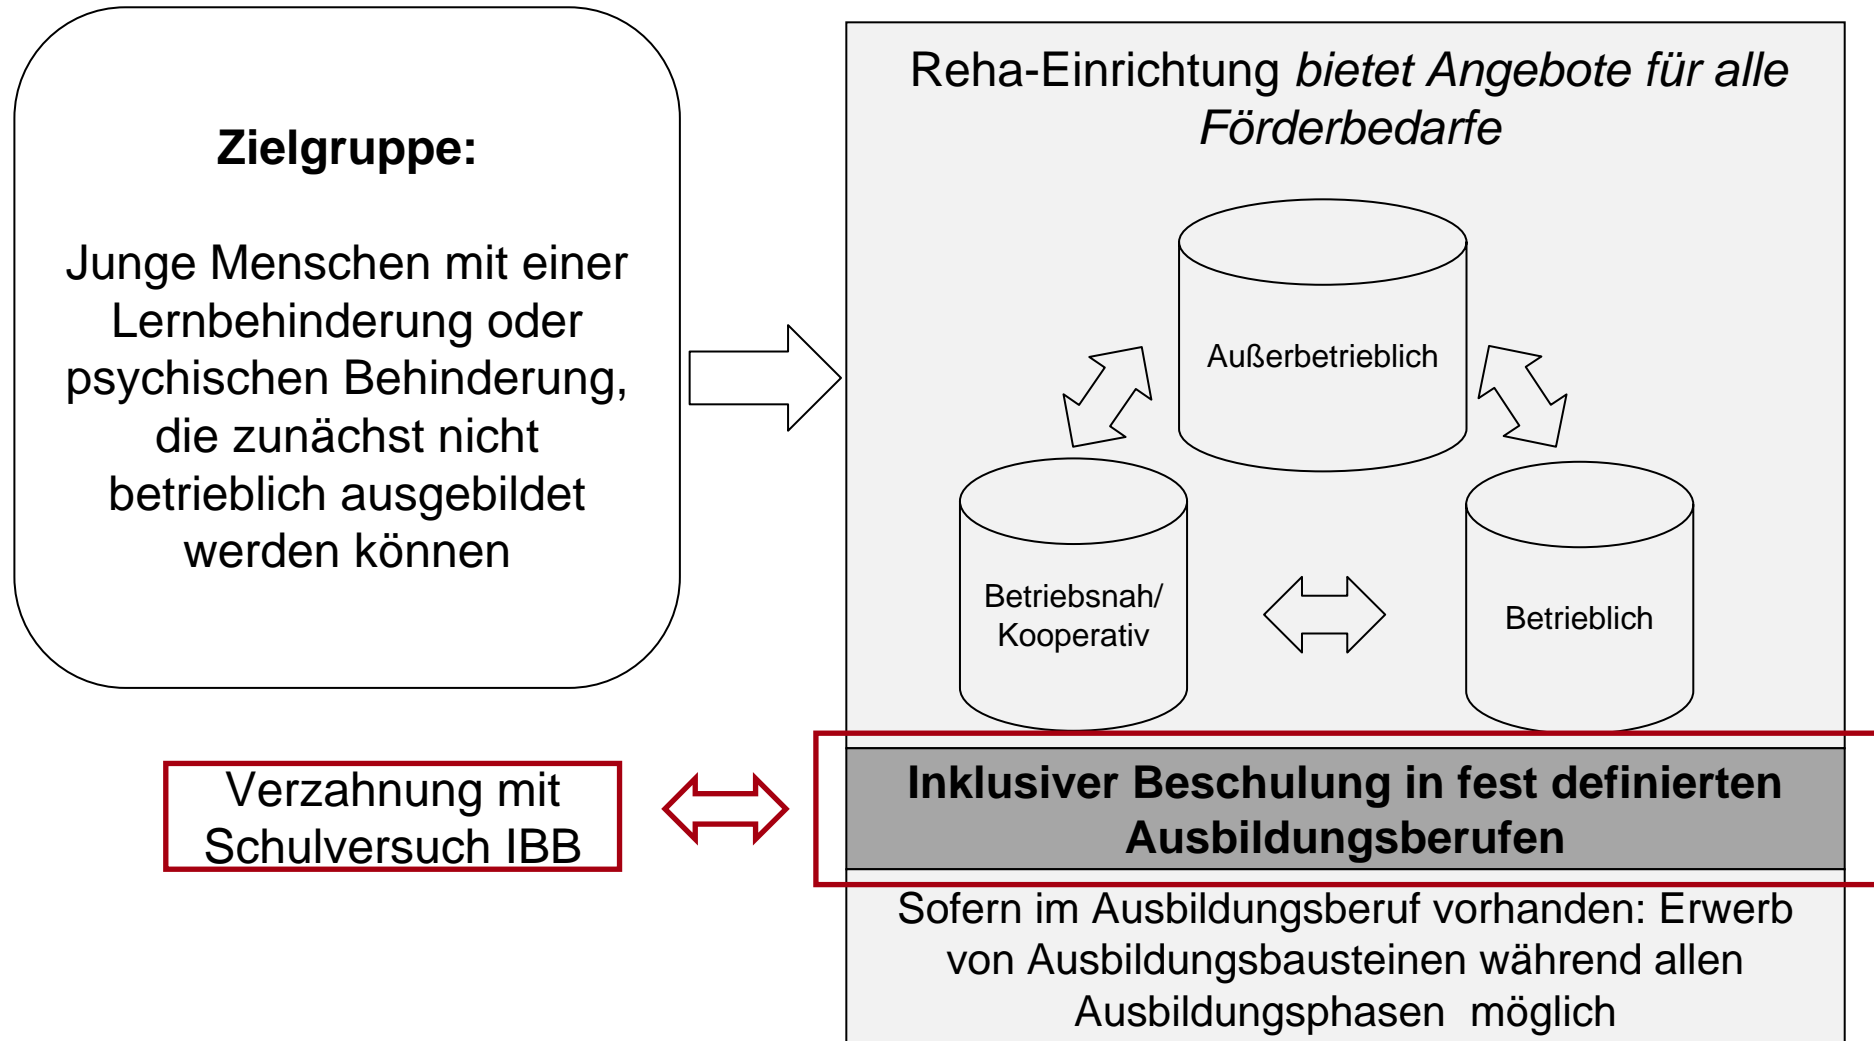 Zielgruppe:
Junge Menschen mit einer
Lernbehinderung oder
psychischen Behinderung,
die zunächst nicht
betrieblich ausgebildet
werden können
Reha-Einrichtung bietet Angebote für alle
Förderbedarfe
Außerbetrieblich
Betriebsnah/
Kooperativ
Betrieblich
Verzahnung mit
Schulversuch IBB
Inklusiver Beschulung in fest definierten
Ausbildungsberufen
Sofern im Ausbildungsberuf vorhanden: Erwerb
von Ausbildungsbausteinen während allen
Ausbildungsphasen möglich